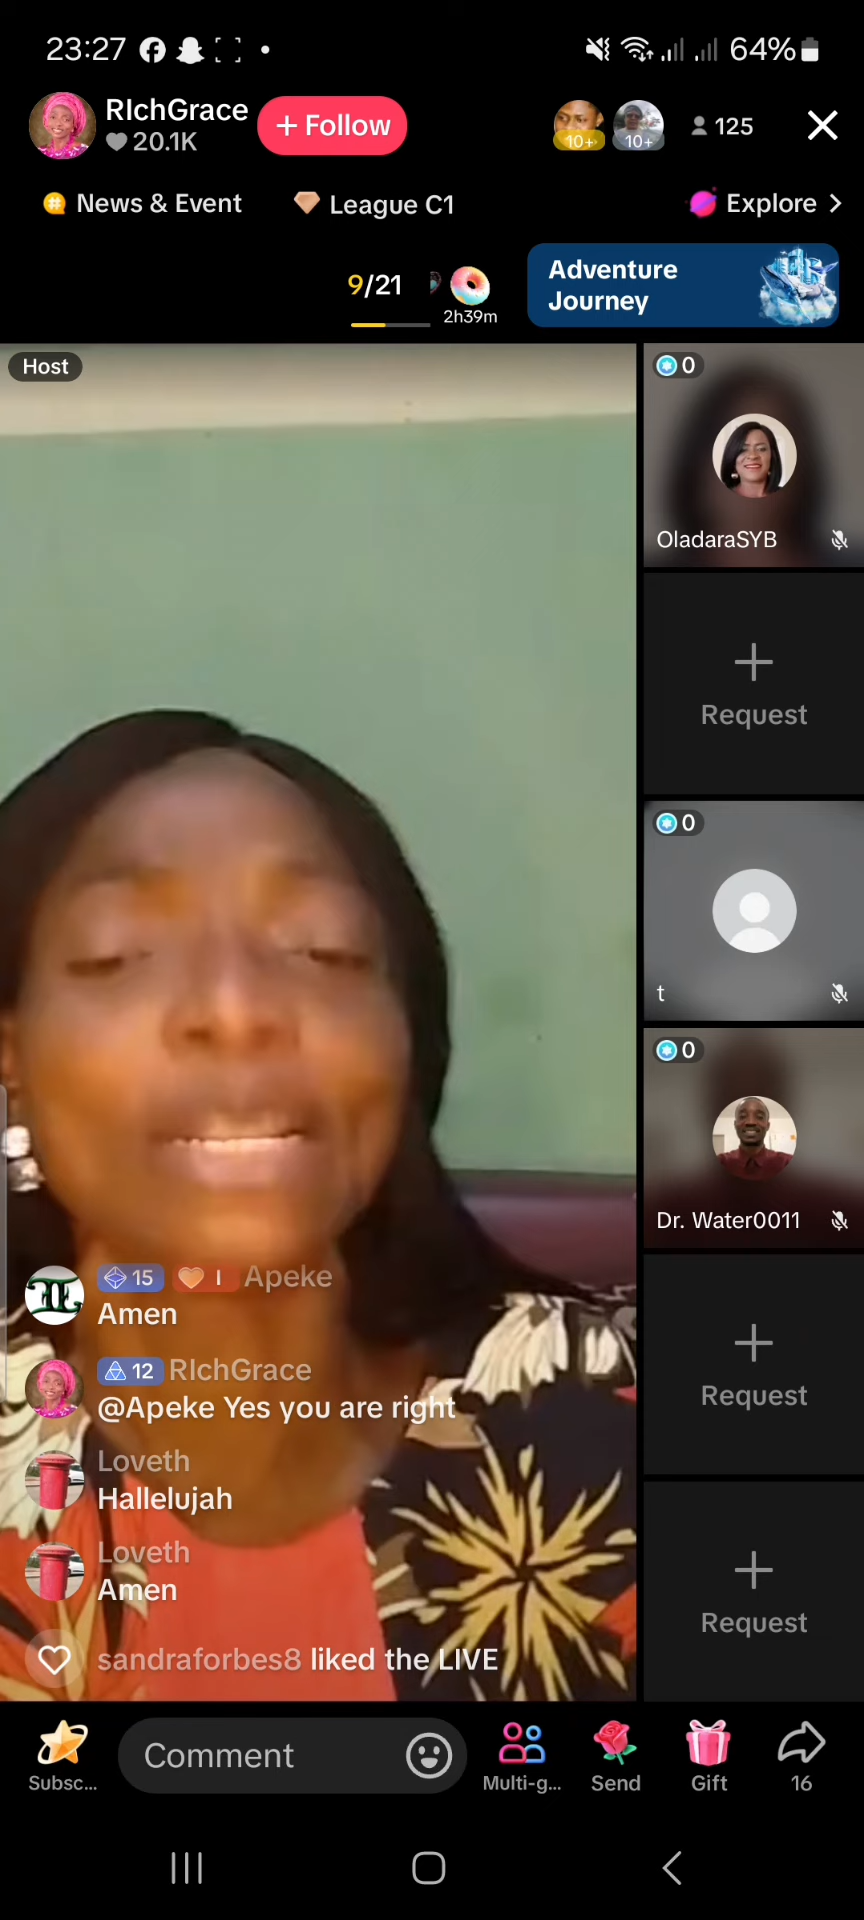 23:27
64%
RIchGrace
20.1K
+ Follow
10+
10+
125
News & Event
League C1
Explore >
9/21
2h39m
Adventure
Journey
Host
0
OladaraSYB
Request
0
t
0
Dr. Water0011
Request
Request
15
I
Apeke
Amen
12
RIchGrace
@Apeke Yes you are right
Loveth
Hallelujah
Loveth
Amen
sandraforbes8 liked the LIVE
Subsc...
Comment
Multi-g...
Send
Gift
16